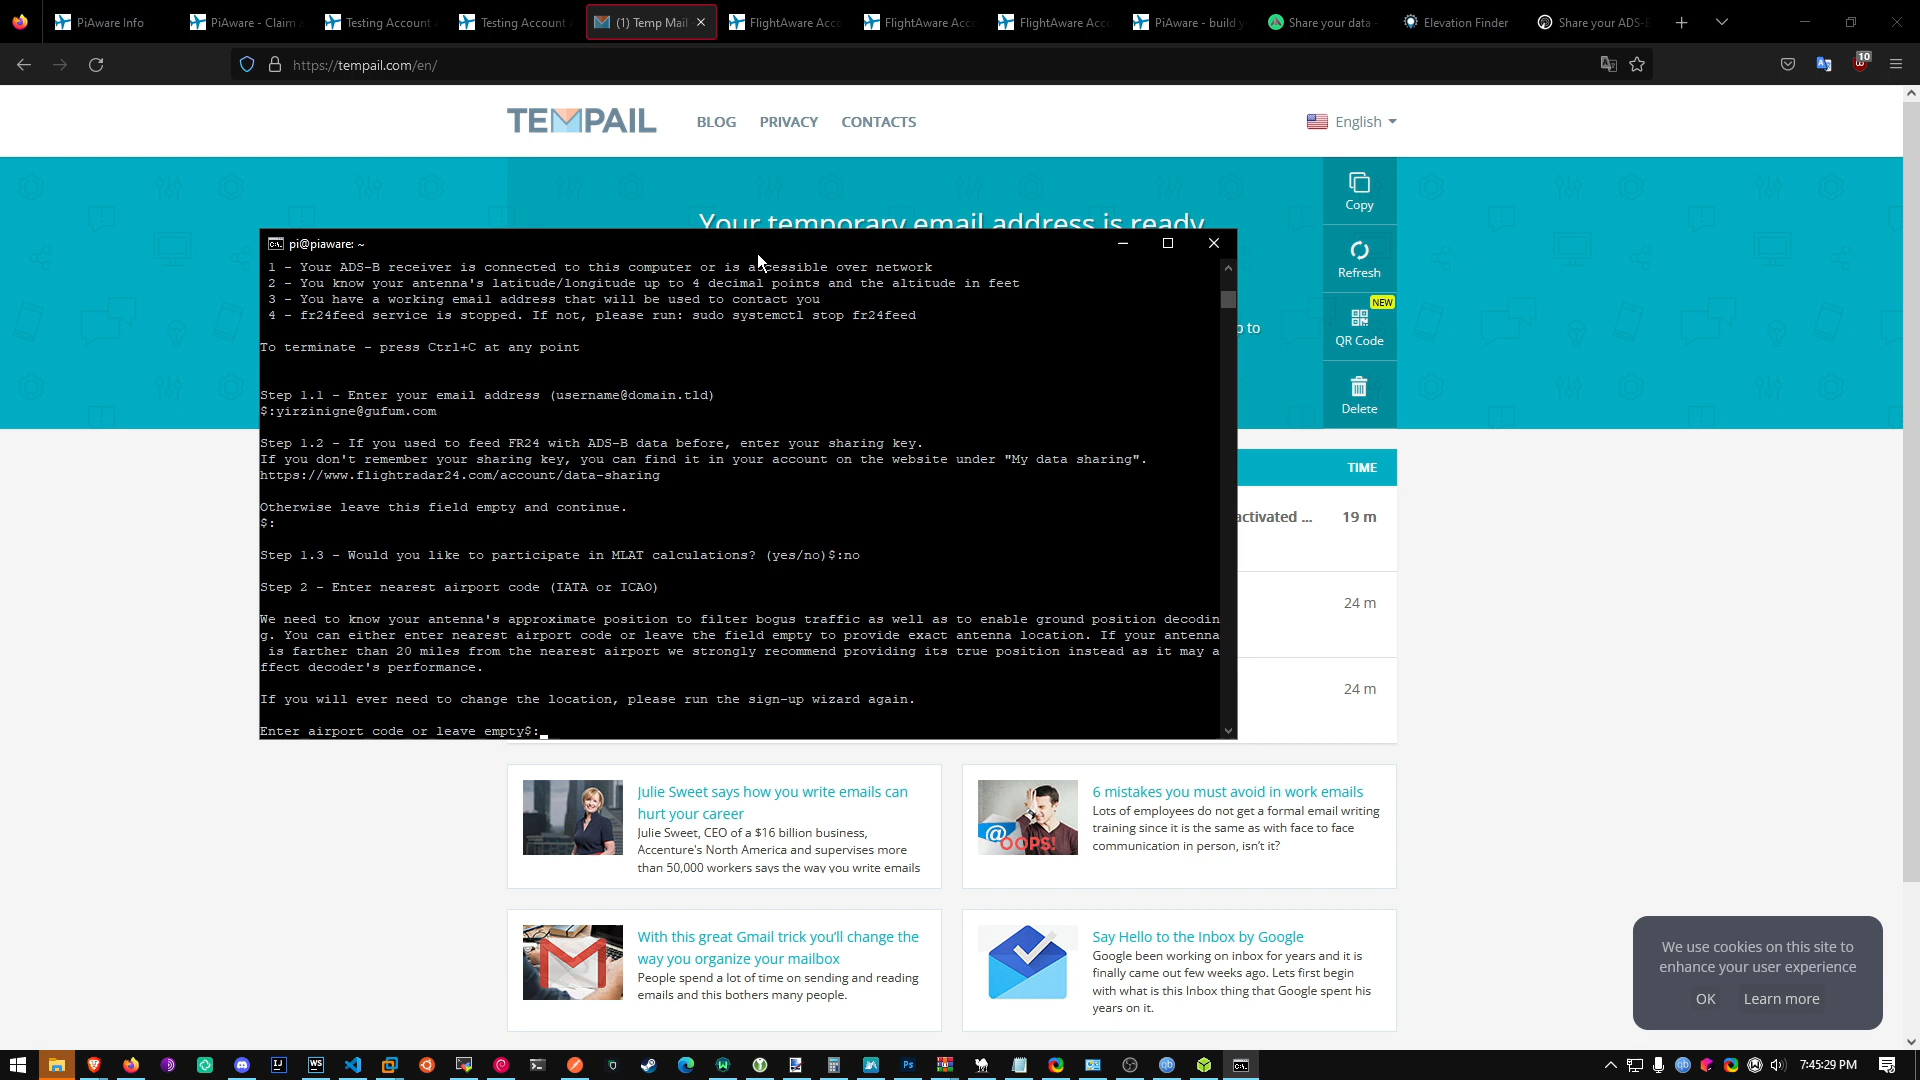 PiAware Info
PiAware - Claim
Testing Account
Testing Account
(1) Temp Mail
FlightAware Acc
FlightAware Acc
FlightAware Acc
PiAware - build y
Share your data -
Elevation Finder
Share your ADS-B
https://tempail.com/en/
10
TEMPAIL
BLOG
PRIVACY
CONTACTS
English
Your temporary email address is ready
Copy
Refresh
NEW
QR Code
Delete
p to
pi@piaware: ~
1 - Your ADS-B receiver is connected to this computer or is accessible over network
2 - You know your antenna's latitude/longitude up to 4 decimal points and the altitude in feet
3 - You have a working email address that will be used to contact you
4 - fr24feed service is stopped. If not, please run: sudo systemctl stop fr24feed
To terminate - press Ctrl+C at any point
Step 1.1 - Enter your email address (username@domain.tld)
$:yirzinigne@gufum.com
Step 1.2 - If you used to feed FR24 with ADS-B data before, enter your sharing key.
If you don't remember your sharing key, you can find it in your account on the website under "My data sharing".
https://www.flightradar24.com/account/data-sharing
Otherwise leave this field empty and continue.
$:
Step 1.3 - Would you like to participate in MLAT calculations? (yes/no)$:no
Step 2 - Enter nearest airport code (IATA or ICAO)
We need to know your antenna's approximate position to filter bogus traffic as well as to enable ground position decodin
g. You can either enter nearest airport code or leave the field empty to provide exact antenna location. If your antenna
is farther than 20 miles from the nearest airport we strongly recommend providing its true position instead as it may a
ffect decoder's performance.
If you will ever need to change the location, please run the sign-up wizard again.
Enter airport code or leave empty$:
TIME
activated ...
19 m
24 m
24 m
Julie Sweet says how you write emails can
hurt your career
Julie Sweet, CEO of a $16 billion business,
Accenture's North America and supervises more
than 50,000 workers says the way you write emails
OOPS!
6 mistakes you must avoid in work emails
Lots of employees do not get a formal email writing
training since it is the same as with face to face
communication in person, isn't it?
With this great Gmail trick you'll change the
way you organize your mailbox
People spend a lot of time on sending and reading
emails and this bothers many people.
Say Hello to the Inbox by Google
Google been working on inbox for years and it is
finally came out few weeks ago. Lets first begin
with what is this Inbox thing that Google spent his
years on it.
We use cookies on this site to
enhance your user experience
OK
Learn more
7:45:29 PM